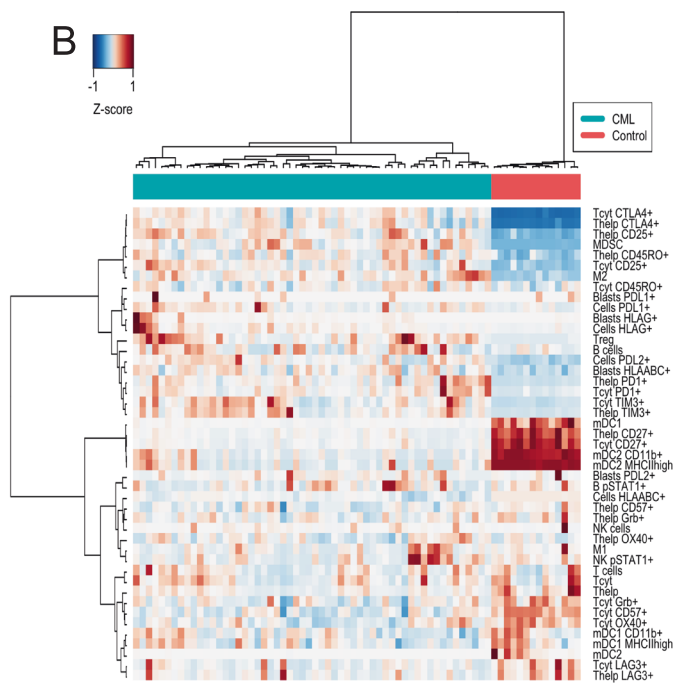 B
-1 1
Z-score
CML
Control
Tcyt CTLA4+
Thelp CTLA4+
Thelp CD25+
MDSC
Thelp CD45RO+
Tcyt CD25+
M2
Tcyt CD45RO+
Blasts PDL1+
Cells PDL1+
Blasts HLAG+
Cells HLAG+
Treg
B cells
Cells PDL2+
Blasts HLAABC+
Thelp PD1+
Tcyt PD1+
Tcyt TIM3+
Thelp TIM3+
mDC1
Thelp CD27+
Tcyt CD27+
mDC2 CD11b+
mDC2 MHCIIhigh
Blasts PDL2+
B pSTAT1+
Cells HLAABC+
Thelp CD57+
Thelp Grb+
NK cells
Thelp OX40+
M1
NK pSTAT1+
T cells
Tcyt
Thelp
Tcyt Grb+
Tcyt CD57+
Tcyt OX40+
mDC1 CD11b+
mDC1 MHCIIhigh
mDC2
Tcyt LAG3+
Thelp LAG3+